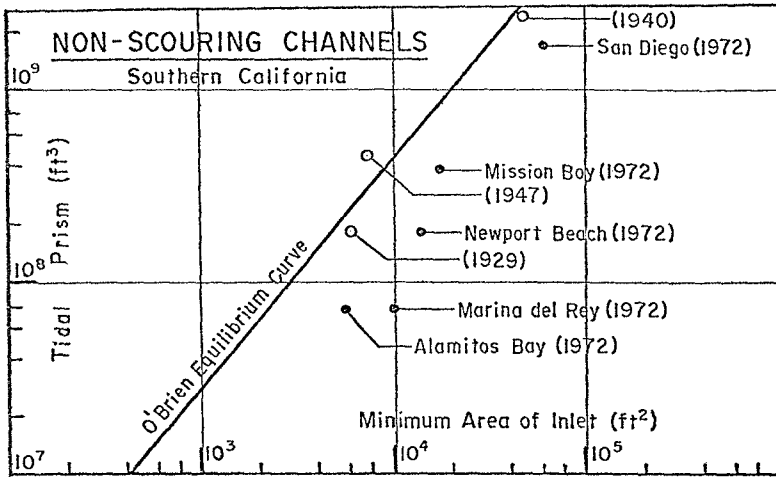 NON-SCOURING CHANNELS
Southern California
(1940)
San Diego (1972)
10⁹
Mission Boy (1972)
(1947)
Newport Beach (1972)
(1929)
10⁸
Marina del Rey (1972)
Alamitos Bay (1972)
Tidal Prism (ft³)
O'Brien Equilibrium Curve
Minimum Area of Inlet (ft²)
10⁷
10³
10⁴
10⁵